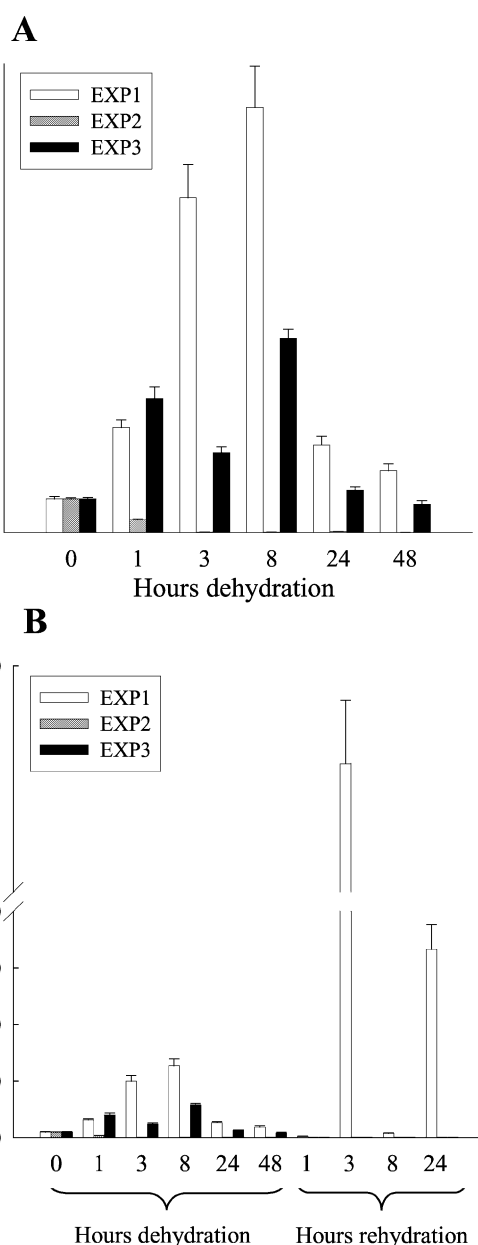 A
EXP1
EXP2
EXP3
0 1 3 8 24 48
Hours dehydration
B
EXP1
EXP2
EXP3
0 1 3 8 24 48 1 3 8 24
Hours dehydration Hours rehydration